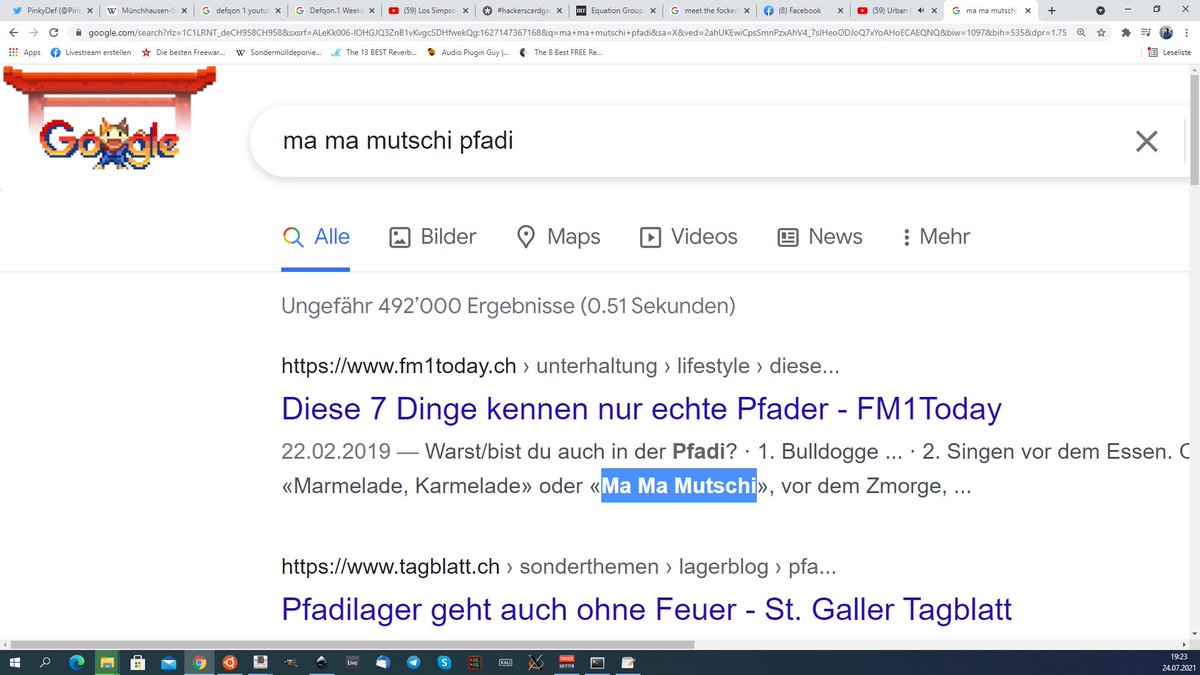 PinkyDef (@Pink
Münchhausen-S
defqon 1 youtub
Defqon.1 Week
(59) Los Simpso
#hackerscardga
Equation Group
meet the focker
(8) Facebook
(59) Urban
ma ma mutschi
google.com/search?rlz=1C1LRNT_deCH958CH958&sxsrf=ALeKk006-IOHGJQ3ZnB1vKvgcSDHfwekQg:1627147367168&q=ma+ma+mutschi+pfadi&sa=X&ved=2ahUKEwiCpsSmnPzxAhV4_7sIHeoODJoQ7xYoAHoECAEQNQ&biw=1097&bih=535&dpr=1.75
Apps
Livestream erstellen
Die besten Freewar...
Sondermülldeponie...
The 13 BEST Reverb...
Audio Plugin Guy |...
The 8 Best FREE Re...
Leseliste
Google
ma ma mutschi pfadi
Alle
Bilder
Maps
Videos
News
Mehr
Ungefähr 492’000 Ergebnisse (0.51 Sekunden)
https://www.fm1today.ch › unterhaltung › lifestyle › diese...
Diese 7 Dinge kennen nur echte Pfader - FM1Today
22.02.2019 — Warst/bist du auch in der Pfadi? · 1. Bulldogge ... · 2. Singen vor dem Essen.
«Marmelade, Karmelade» oder «Ma Ma Mutschi», vor dem Zmorge, ...
https://www.tagblatt.ch › sonderthemen › lagerblog › pfa...
Pfadilager geht auch ohne Feuer - St. Galler Tagblatt
Live
KAU
19:23
24.07.2021